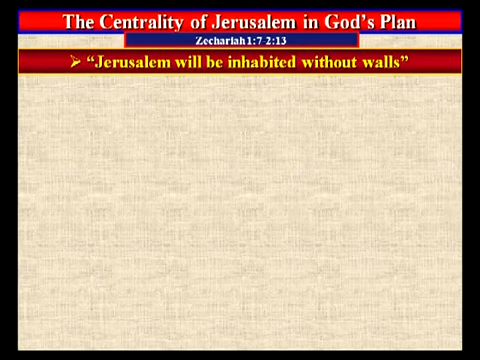 The Centrality of Jerusalem in God's Plan
Zechariah 1:7-2:13
➢ “Jerusalem will be inhabited without walls”